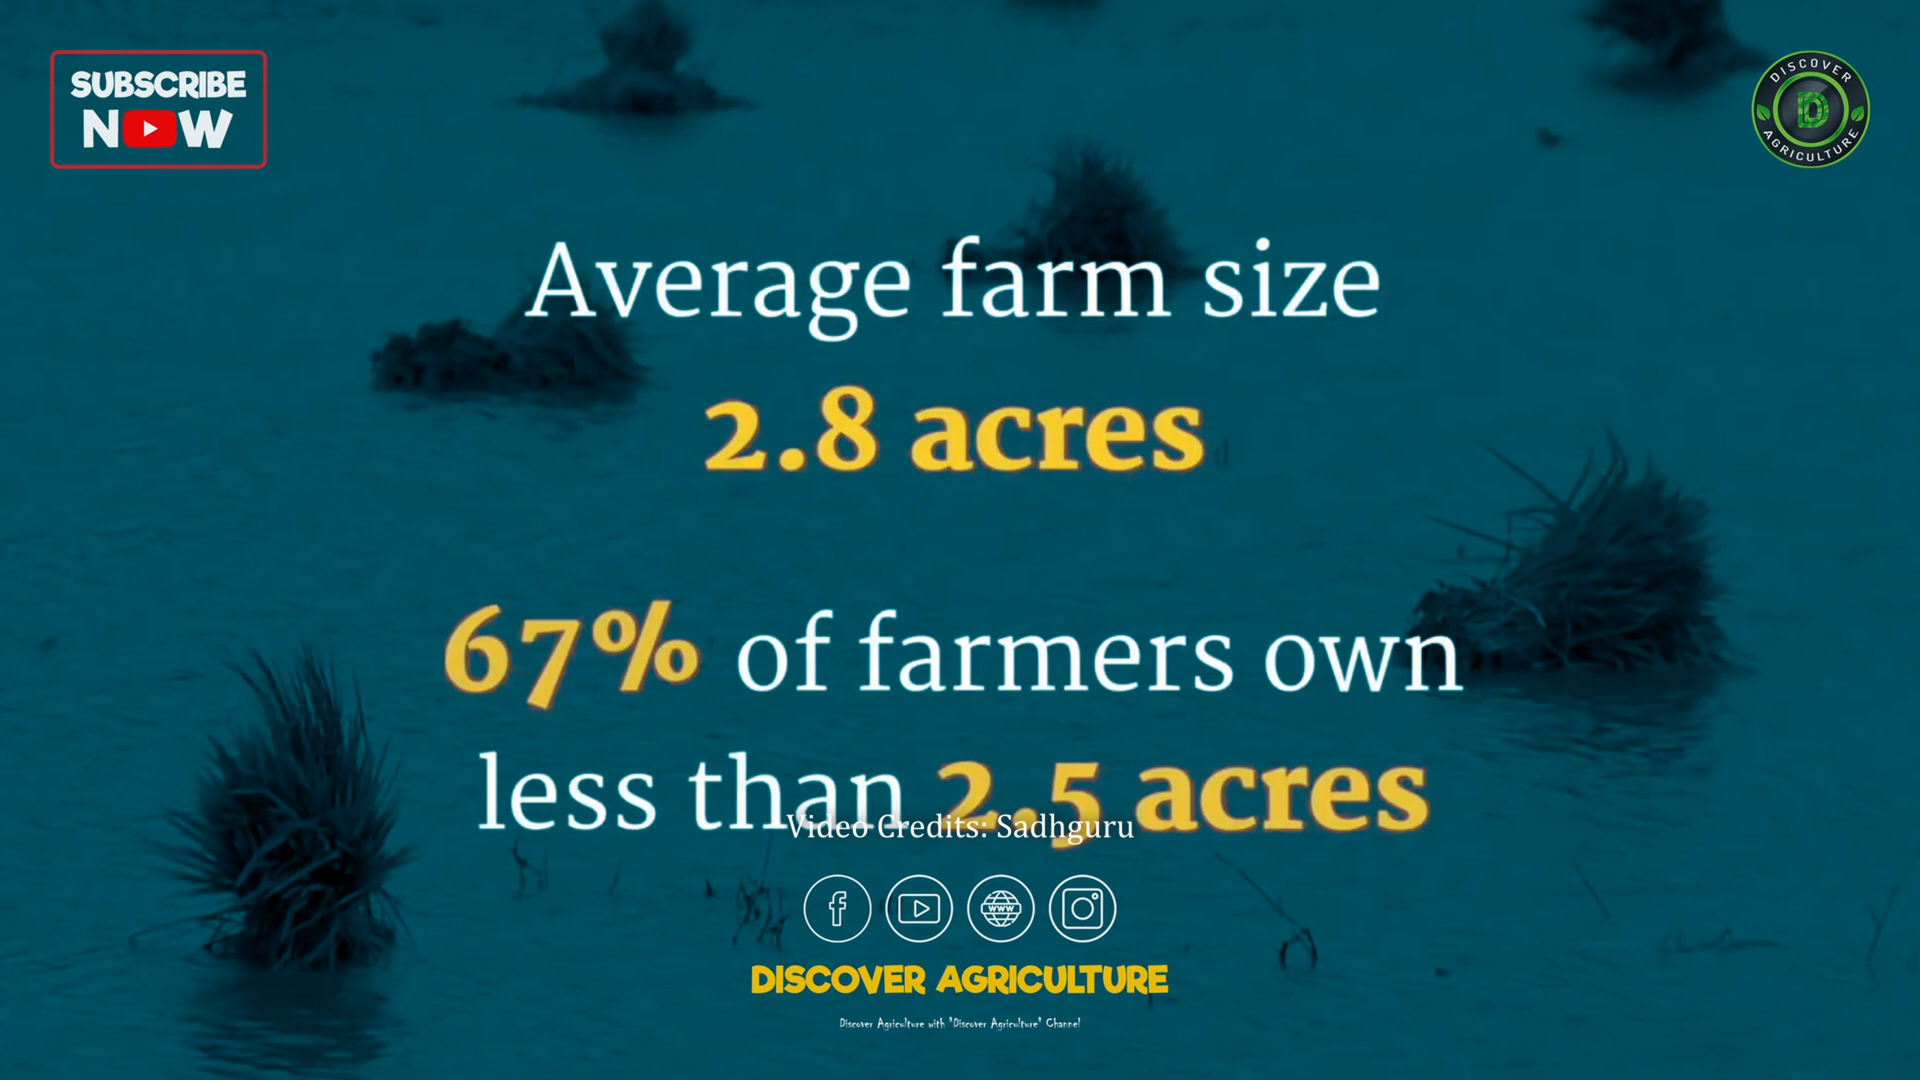 SUBSCRIBE
NOW
DISCOVER
D
AGRICULTURE
Average farm size
2.8 acres
67% of farmers own
less than 2.5 acres
Video Credits: Sadhguru
f
www
DISCOVER AGRICULTURE
Discover Agriculture with "Discover Agriculture" Channel